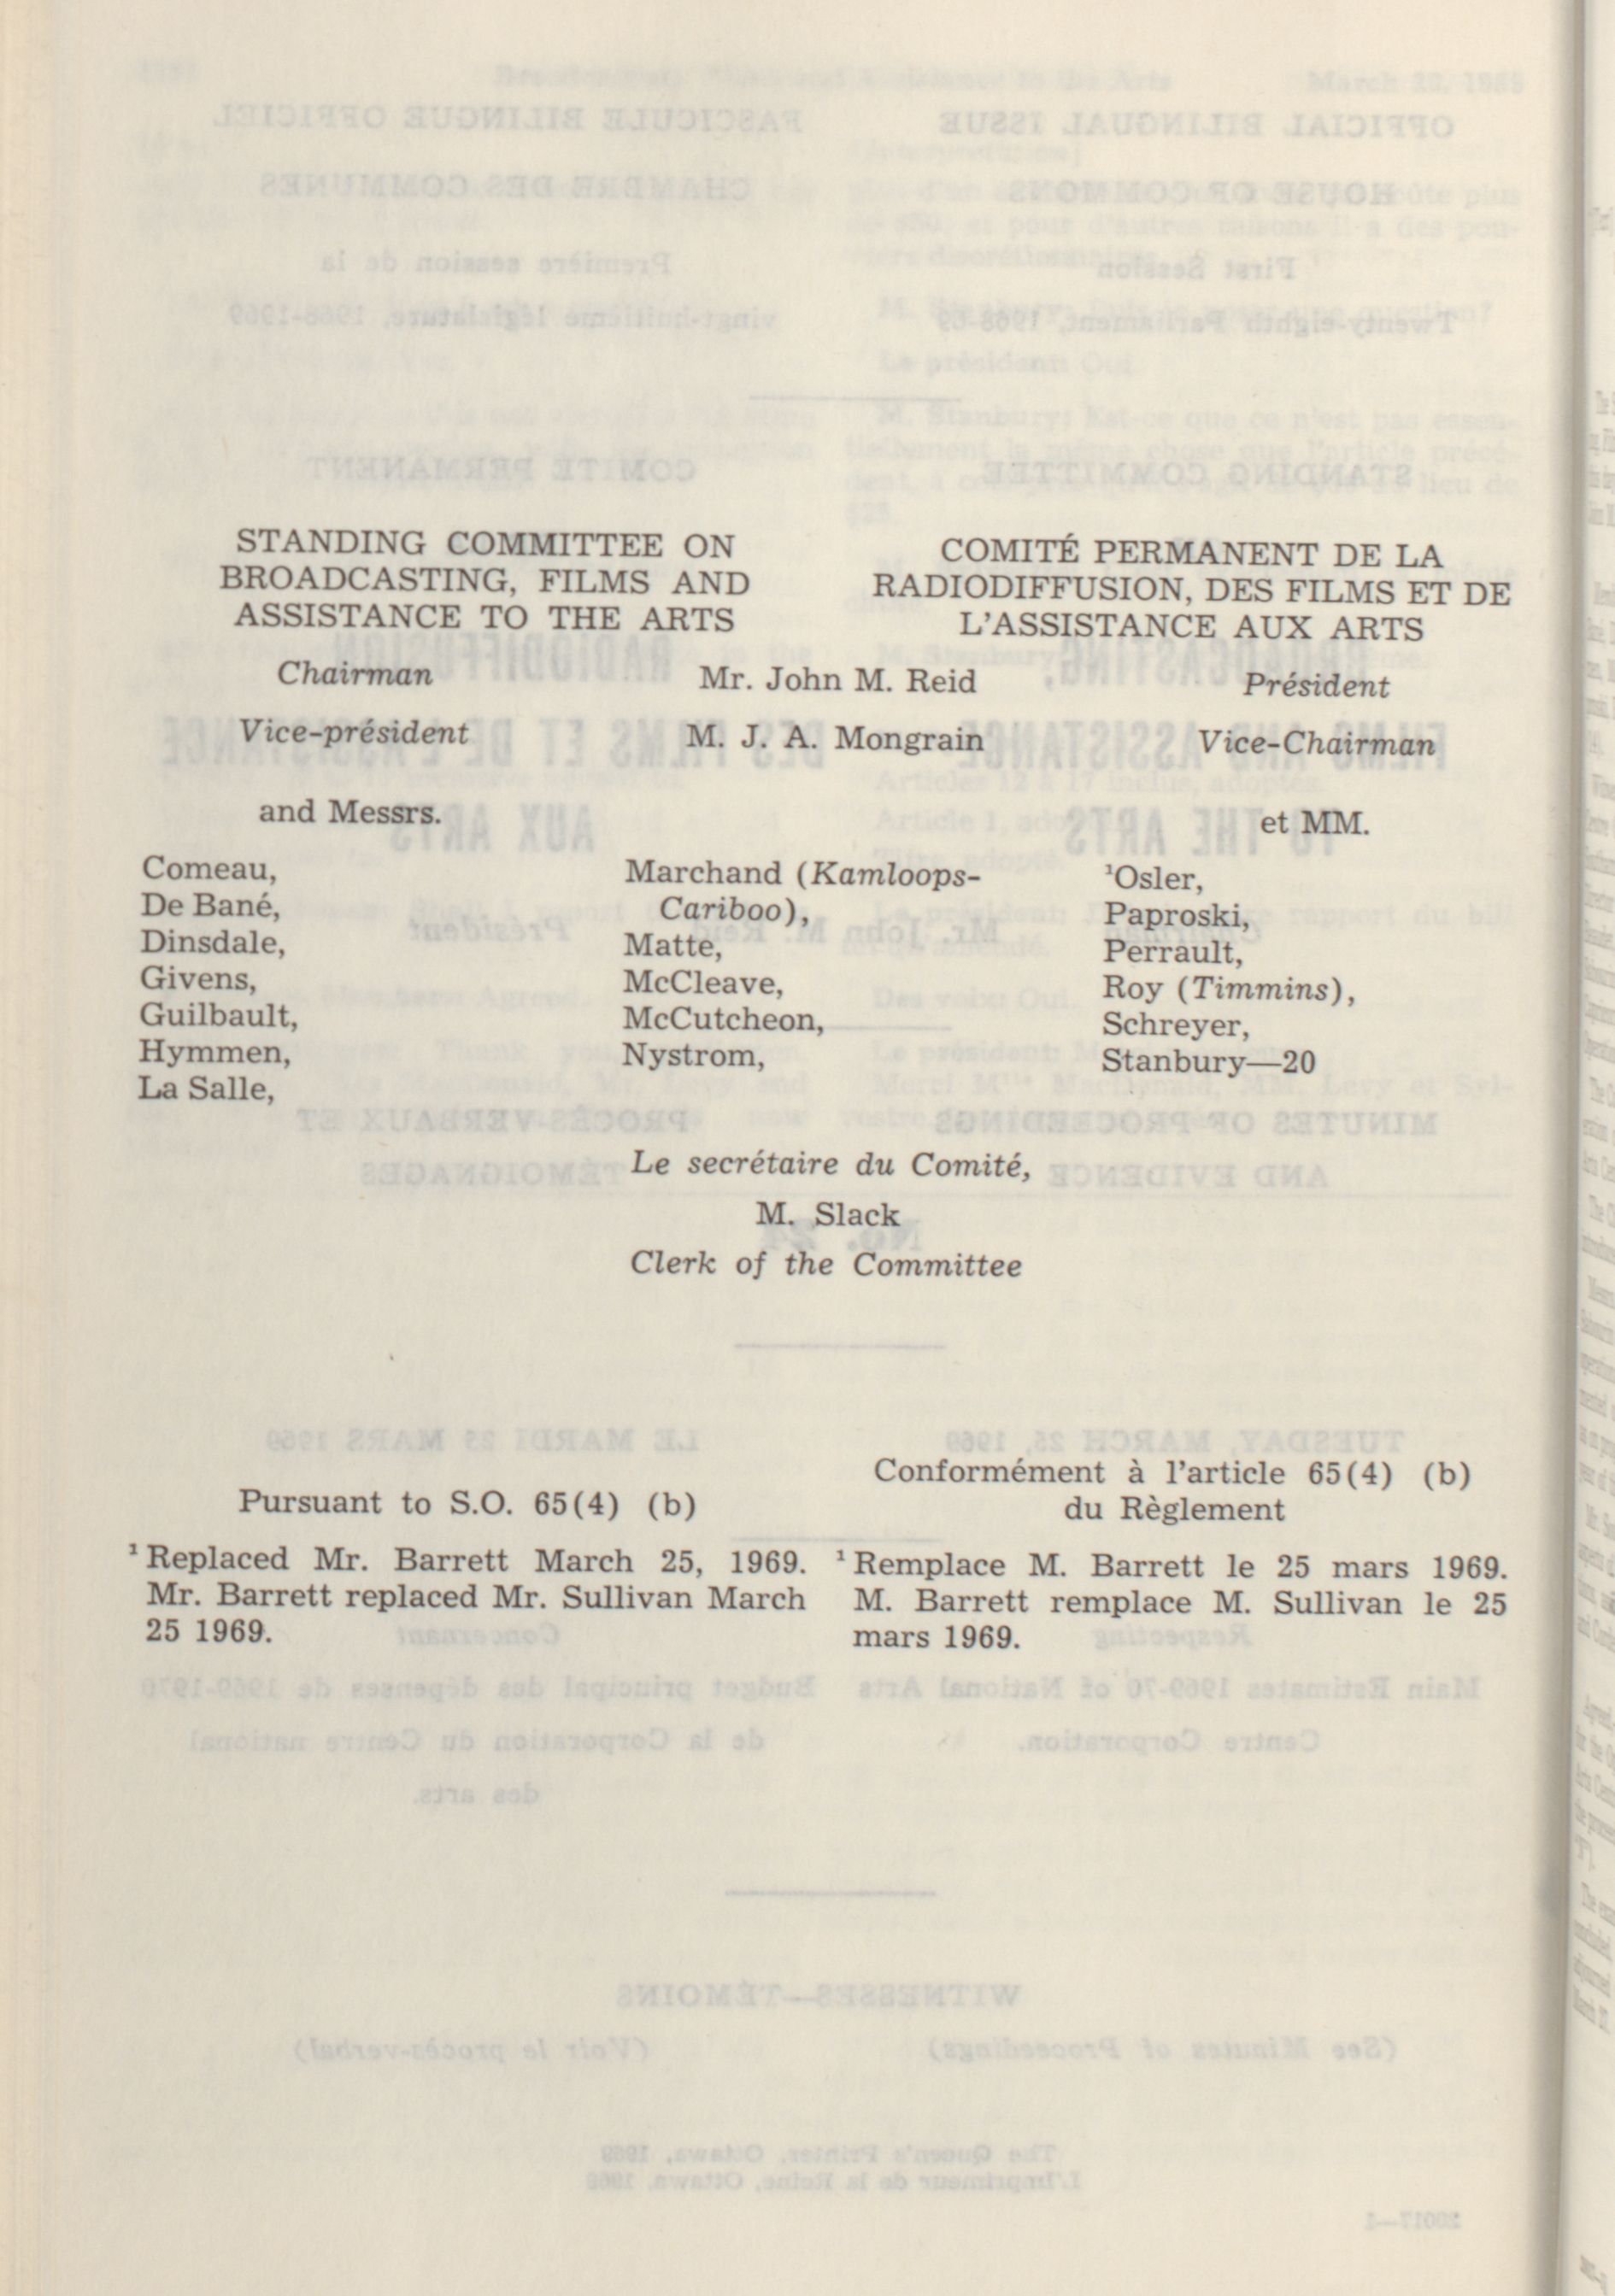 STANDING COMMITTEE ON
BROADCASTING, FILMS AND
ASSISTANCE TO THE ARTS
COMITÉ PERMANENT DE LA
RADIODIFFUSION, DES FILMS ET DE
L'ASSISTANCE AUX ARTS
Chairman Mr. John M. Reid Président
Vice-président M. J. A. Mongrain Vice-Chairman
and Messrs. et MM.
Comeau,
De Bané,
Dinsdale,
Givens,
Guilbault,
Hymmen,
La Salle,
Marchand (Kamloops-
Cariboo),
Matte,
McCleave,
McCutcheon,
Nystrom,
¹Osler,
Paproski,
Perrault,
Roy (Timmins),
Schreyer,
Stanbury—20
Le secrétaire du Comité,
M. Slack
Clerk of the Committee
Pursuant to S.O. 65(4) (b)
¹ Replaced Mr. Barrett March 25, 1969.
Mr. Barrett replaced Mr. Sullivan March
25 1969.
Conformément à l'article 65(4) (b)
du Règlement
¹ Remplace M. Barrett le 25 mars 1969.
M. Barrett remplace M. Sullivan le 25
mars 1969.